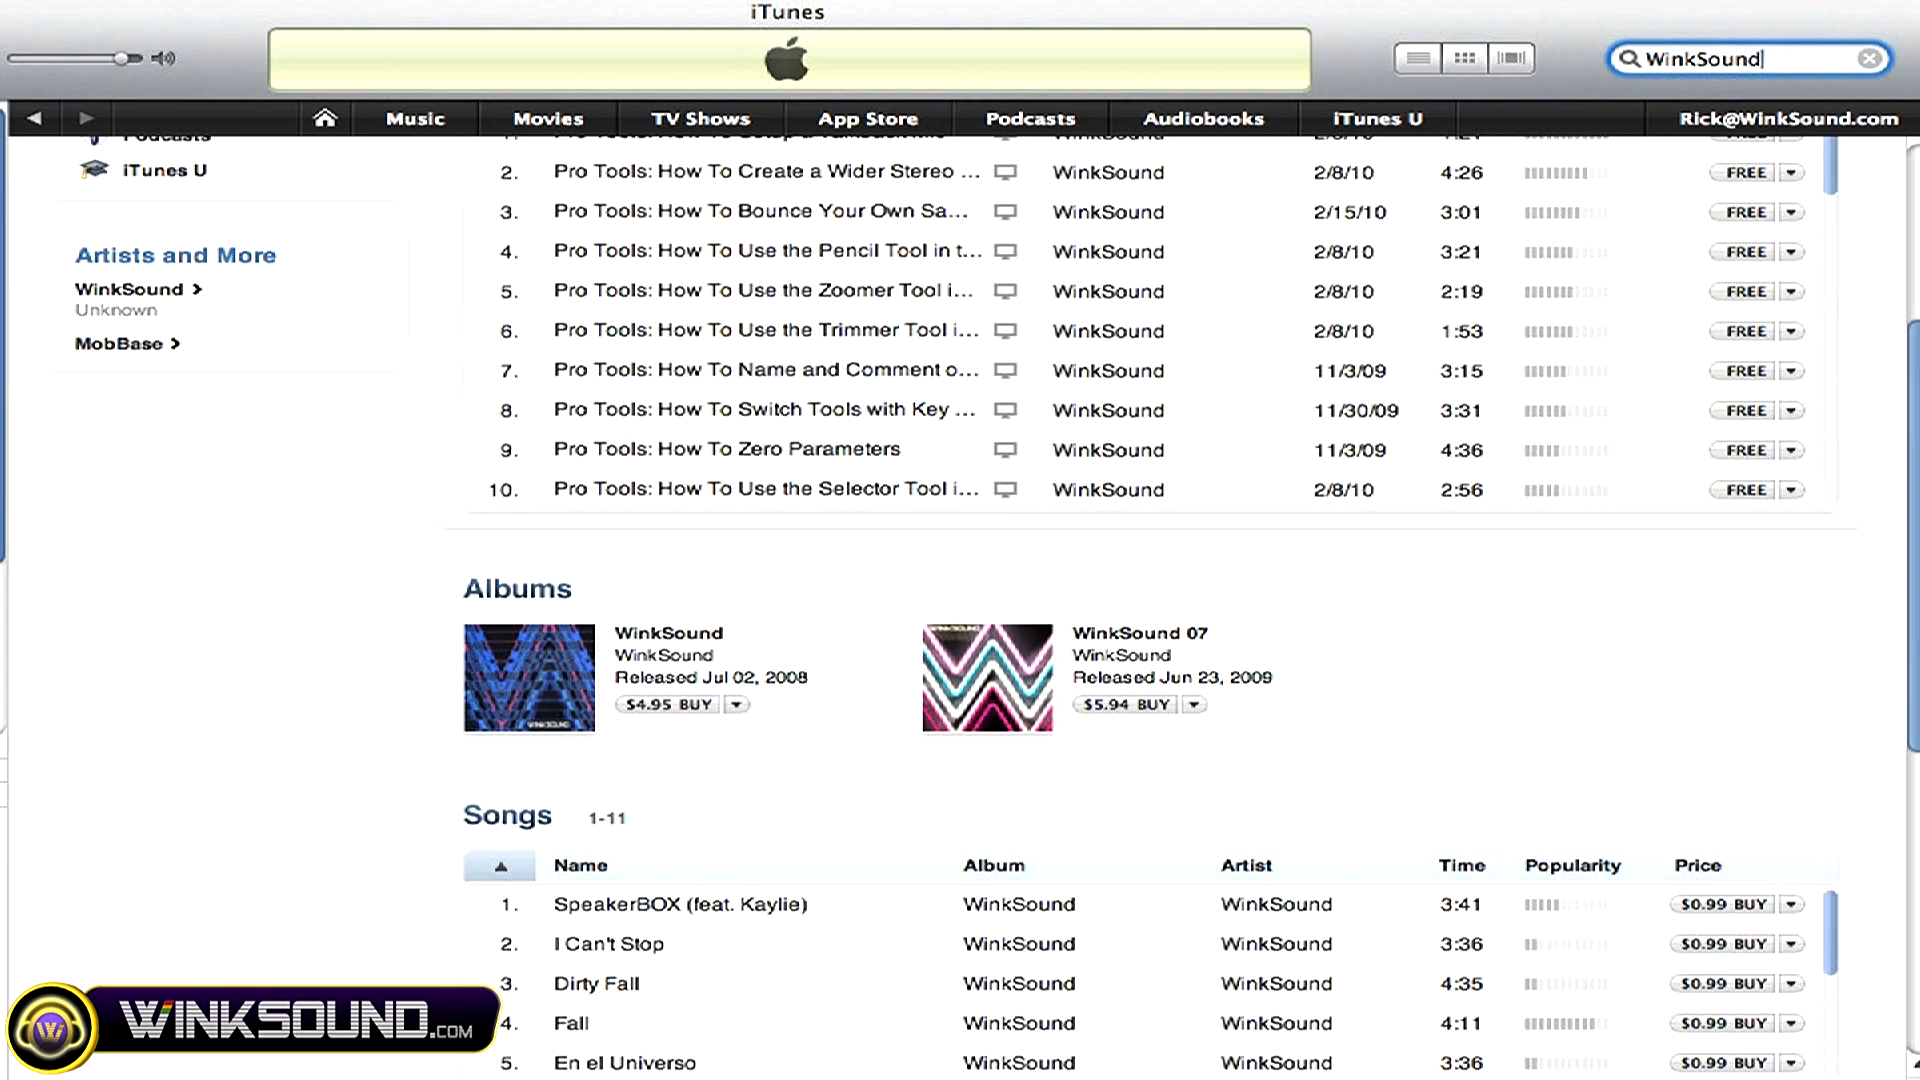 iTunes
WinkSound
Music Movies TV Shows App Store Podcasts Audiobooks iTunes U Rick@WinkSound.com
Podcasts
iTunes U
Artists and More
WinkSound
Unknown
MobBase
2. Pro Tools: How To Create a Wider Stereo ... WinkSound 2/8/10 4:26 FREE
3. Pro Tools: How To Bounce Your Own Sa... WinkSound 2/15/10 3:01 FREE
4. Pro Tools: How To Use the Pencil Tool in t... WinkSound 2/8/10 3:21 FREE
5. Pro Tools: How To Use the Zoomer Tool i... WinkSound 2/8/10 2:19 FREE
6. Pro Tools: How To Use the Trimmer Tool i... WinkSound 2/8/10 1:53 FREE
7. Pro Tools: How To Name and Comment o... WinkSound 11/3/09 3:15 FREE
8. Pro Tools: How To Switch Tools with Key ... WinkSound 11/30/09 3:31 FREE
9. Pro Tools: How To Zero Parameters WinkSound 11/3/09 4:36 FREE
10. Pro Tools: How To Use the Selector Tool i... WinkSound 2/8/10 2:56 FREE
Albums
WinkSound
WinkSound
Released Jul 02, 2008
$4.95 BUY
WinkSound 07
WinkSound
Released Jun 23, 2009
$5.94 BUY
Songs 1-11
Name Album Artist Time Popularity Price
1. SpeakerBOX (feat. Kaylie) WinkSound WinkSound 3:41 $0.99 BUY
2. I Can't Stop WinkSound WinkSound 3:36 $0.99 BUY
3. Dirty Fall WinkSound WinkSound 4:35 $0.99 BUY
4. Fall WinkSound WinkSound 4:11 $0.99 BUY
5. En el Universo WinkSound WinkSound 3:36 $0.99 BUY
WINKSOUND.COM